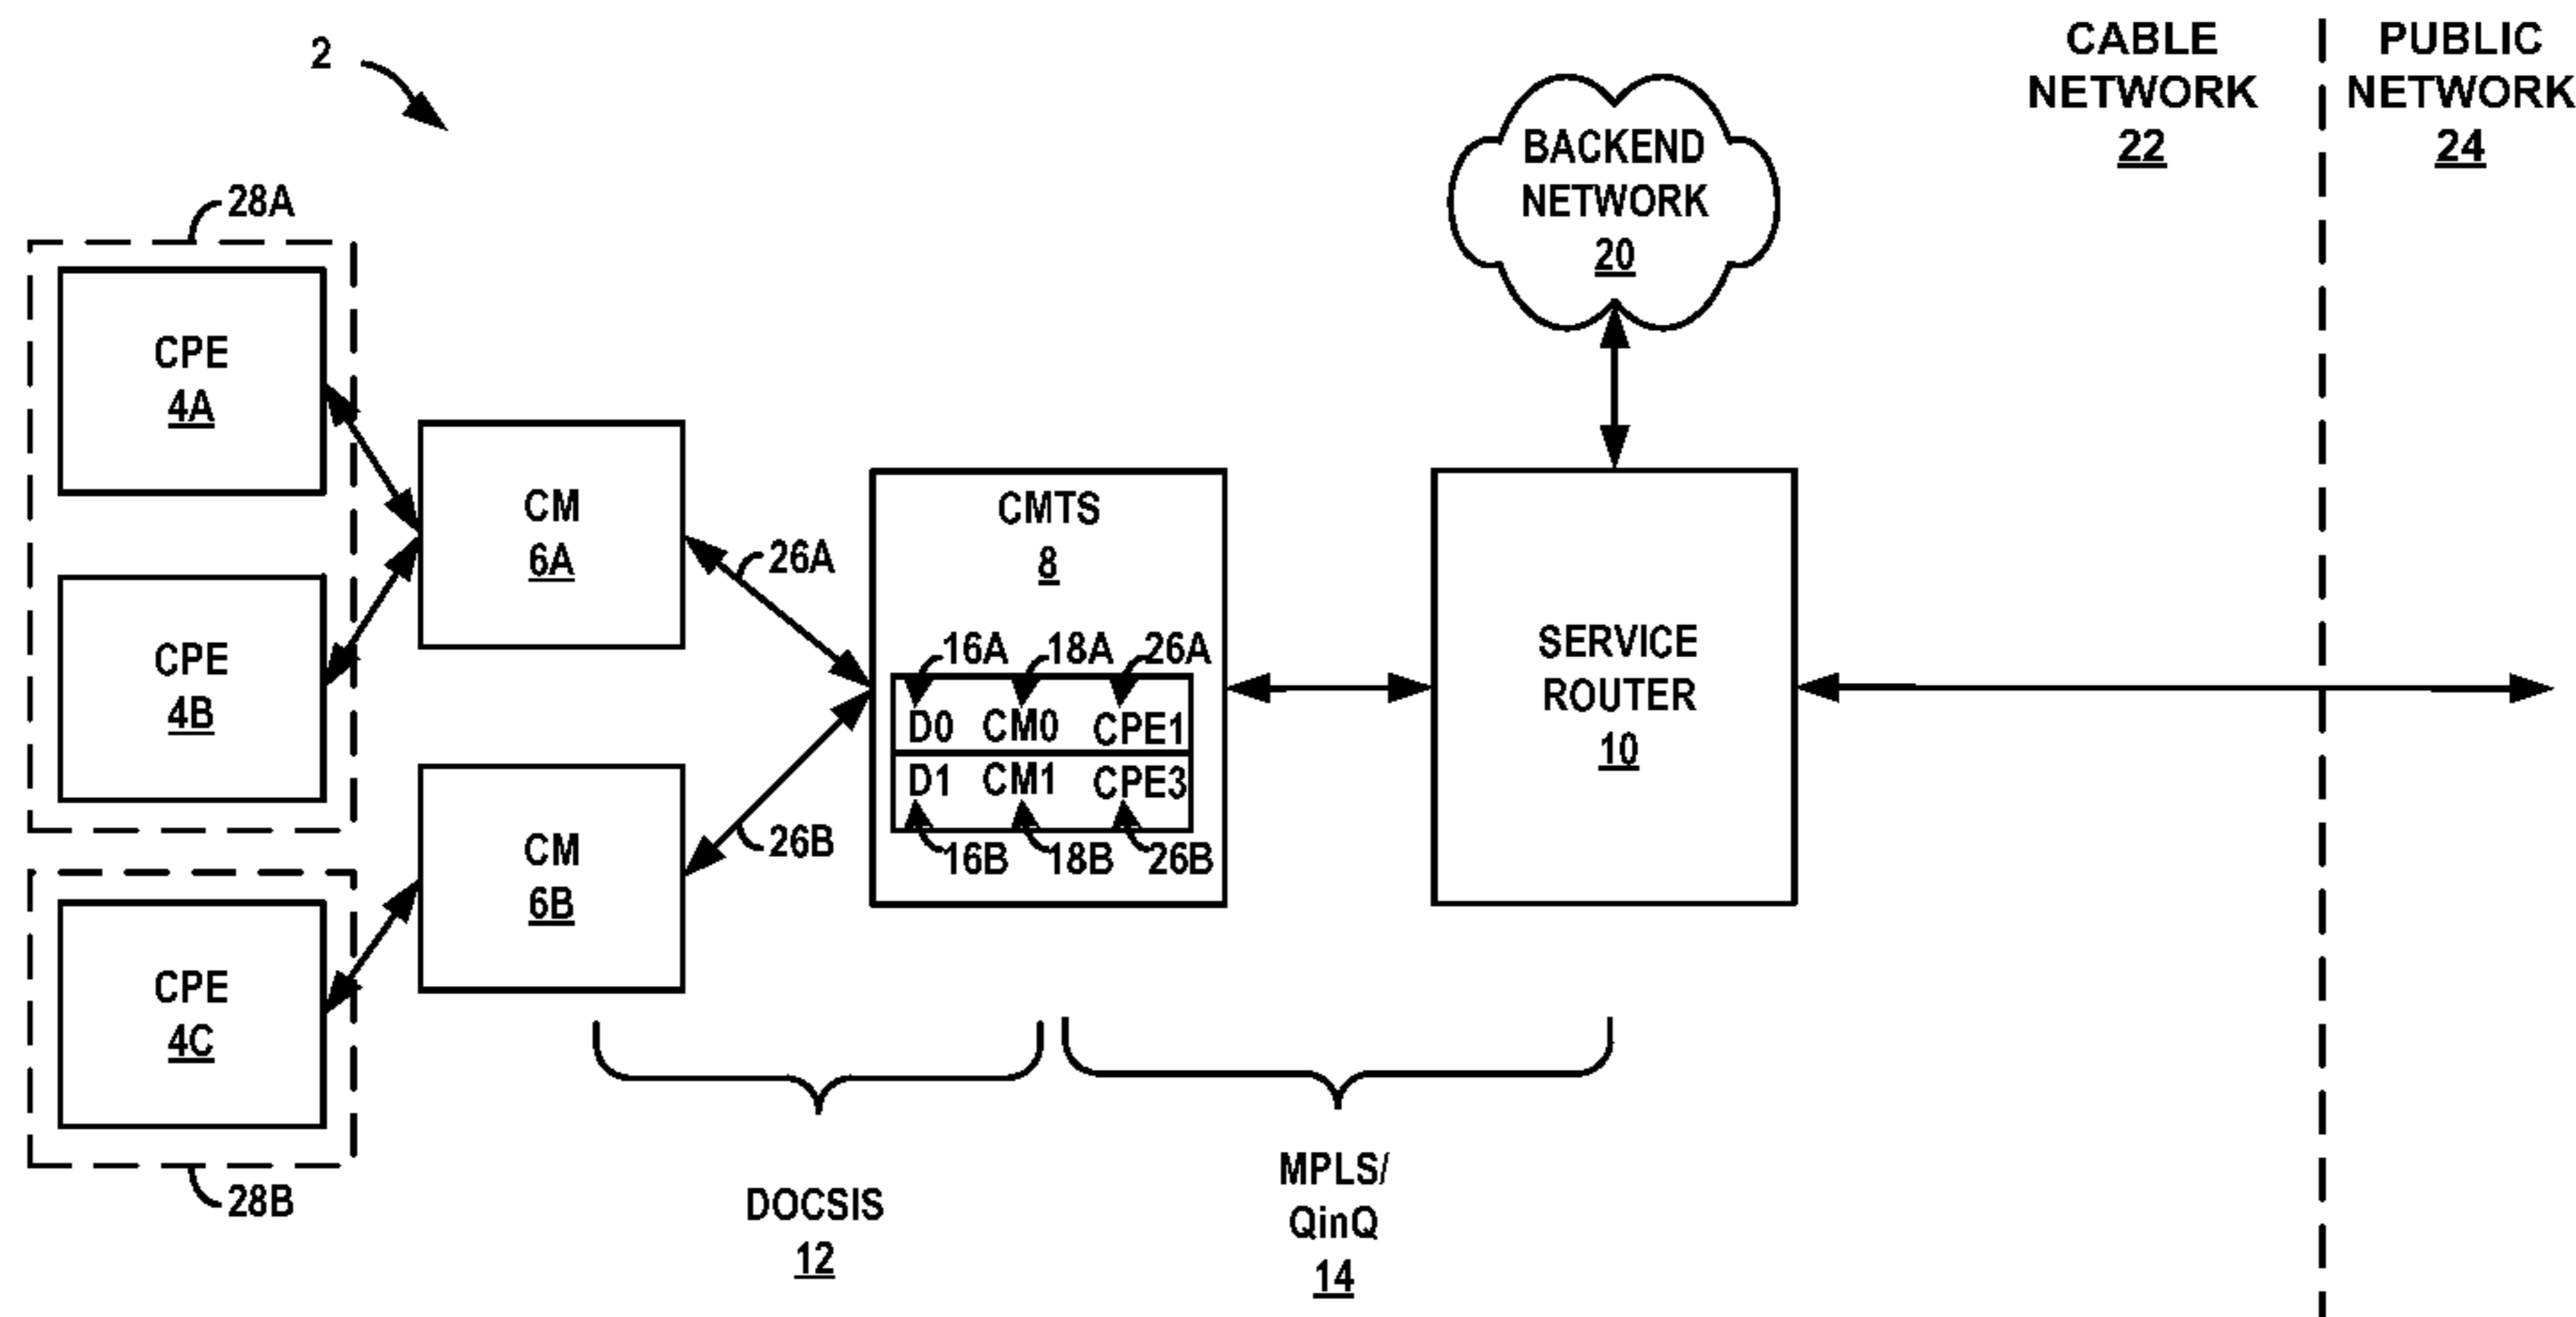 2
CABLE
NETWORK
22
PUBLIC
NETWORK
24
BACKEND
NETWORK
20
28A
CPE
4A
CPE
4B
CPE
4C
28B
CM
6A
CM
6B
26A
26B
CMTS
8
16A 18A 26A
D0 CM0 CPE1
D1 CM1 CPE3
16B 18B 26B
SERVICE
ROUTER
10
DOCSIS
12
MPLS/
QinQ
14